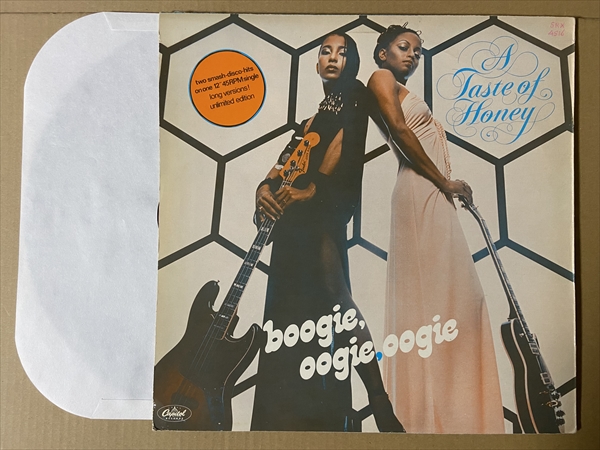 two smash-disco-hits
on one 12" 45RPM single
long versions!
unlimited edition
A
Taste of
Honey
boogie,
oogie,oogie
Capitol